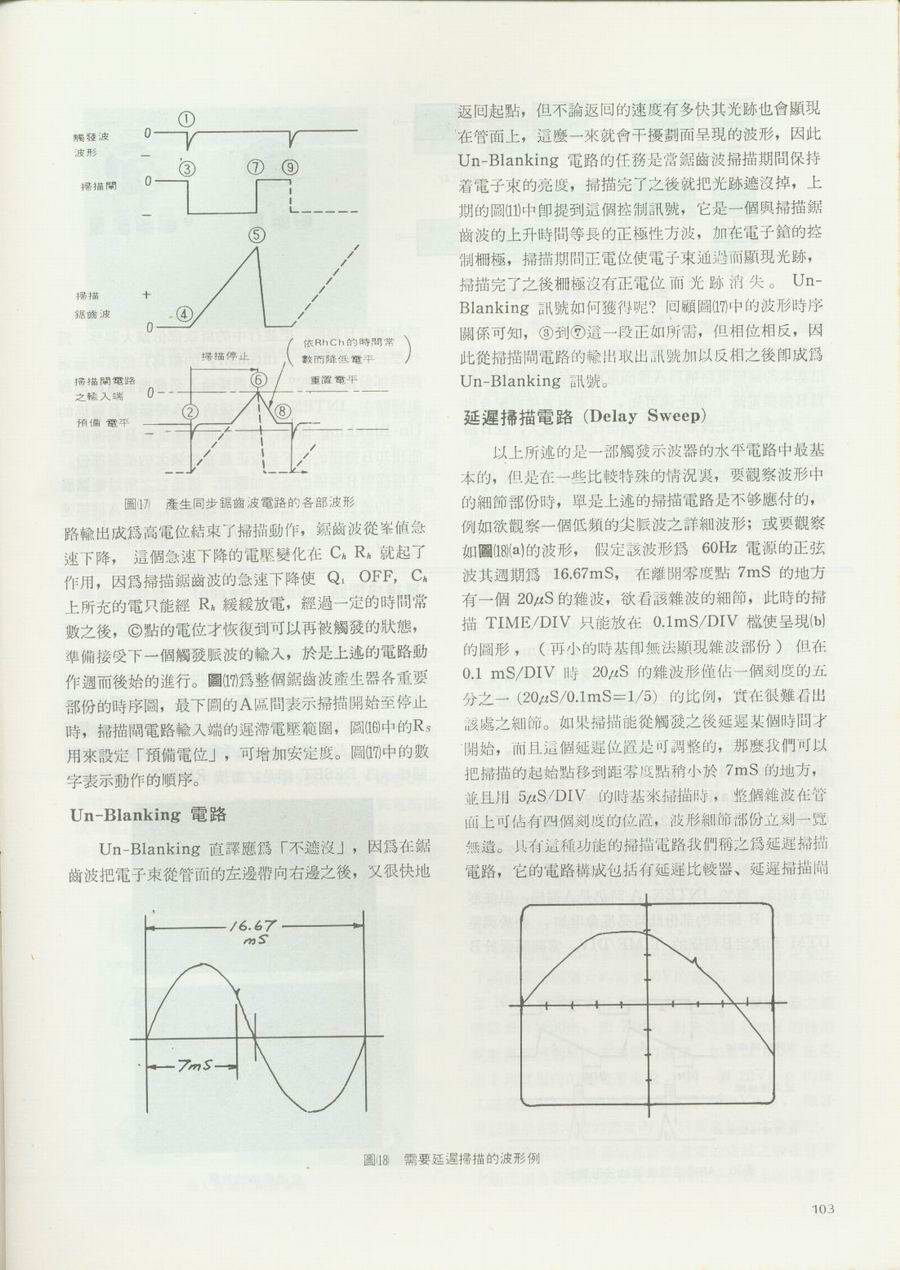 ①
觸發波 0
波形 −
③ ⑦ ⑨
掃描閘 0
−
⑤
掃描 +
鋸齒波 ④
0
依RhCh的時間常
數而降低電平
掃描停止
掃描閘電路
之輸入端 0
⑥ 重置電平
預備電平 ② ⑧
圖⒄ 產生同步鋸齒波電路的各部波形
路輸出成爲高電位結束了掃描動作，鋸齒波從峯值急
速下降， 這個急速下降的電壓變化在 Ch Rh 就起了
作用，因爲掃描鋸齒波的急速下降使 Q₁ OFF, Ch
上所充的電只能經 Rh 緩緩放電，經過一定的時間常
數之後，Ⓒ點的電位才恢復到可以再被觸發的狀態，
準備接受下一個觸發脈波的輸入，於是上述的電路動
作週而後始的進行。圖⒄爲整個鋸齒波產生器各重要
部份的時序圖，最下圖的A區間表示掃描開始至停止
時，掃描閘電路輸入端的遲滯電壓範圍，圖⒃中的Rs
用來設定「預備電位」，可增加安定度。圖⒄中的數
字表示動作的順序。
Un-Blanking 電路
Un-Blanking 直譯應爲「不遮沒」，因爲在鋸
齒波把電子束從管面的左邊帶向右邊之後，又很快地
返回起點，但不論返回的速度有多快其光跡也會顯現
在管面上，這麼一來就會干擾劃而呈現的波形，因此
Un-Blanking 電路的任務是當鋸齒波掃描期間保持
着電子束的亮度，掃描完了之後就把光跡遮沒掉，上
期的圖⑾中卽提到這個控制訊號，它是一個與掃描鋸
齒波的上升時間等長的正極性方波，加在電子鎗的控
制柵極，掃描期間正電位使電子束通過而顯現光跡，
掃描完了之後柵極沒有正電位而光跡消失。 Un-
Blanking 訊號如何獲得呢？回顧圖⒄中的波形時序
關係可知，③到⑦這一段正如所需，但相位相反，因
此從掃描閘電路的輸出取出訊號加以反相之後卽成爲
Un-Blanking 訊號。
延遲掃描電路 (Delay Sweep)
以上所述的是一部觸發示波器的水平電路中最基
本的，但是在一些比較特殊的情況裏，要觀察波形中
的細節部份時，單是上述的掃描電路是不够應付的，
例如欲觀察一個低頻的尖脈波之詳細波形；或要觀察
如圖⒅(a)的波形， 假定該波形爲 60Hz 電源的正弦
波其週期爲 16.67mS， 在離開零度點 7mS 的地方
有一個 20μS 的雜波，欲看該雜波的細節，此時的掃
描 TIME/DIV 只能放在 0.1mS/DIV 檔使呈現(b)
的圖形，（再小的時基卽無法顯現雜波部份） 但在
0.1 mS/DIV 時 20μS 的雜波形僅佔一個刻度的五
分之一 (20μS/0.1mS=1/5) 的比例，實在很難看出
該處之細節。如果掃描能從觸發之後延遲某個時間才
開始，而且這個延遲位置是可調整的，那麼我們可以
把掃描的起始點移到距零度點稍小於 7mS 的地方，
並且用 5μS/DIV 的時基來掃描時，整個雜波在管
面上可佔有四個刻度的位置，波形細節部份立刻一覽
無遺。具有這種功能的掃描電路我們稱之爲延遲掃描
電路，它的電路構成包括有延遲比較器、延遲掃描閘
16.67
mS
7mS
圖⒅ 需要延遲掃描的波形例
103